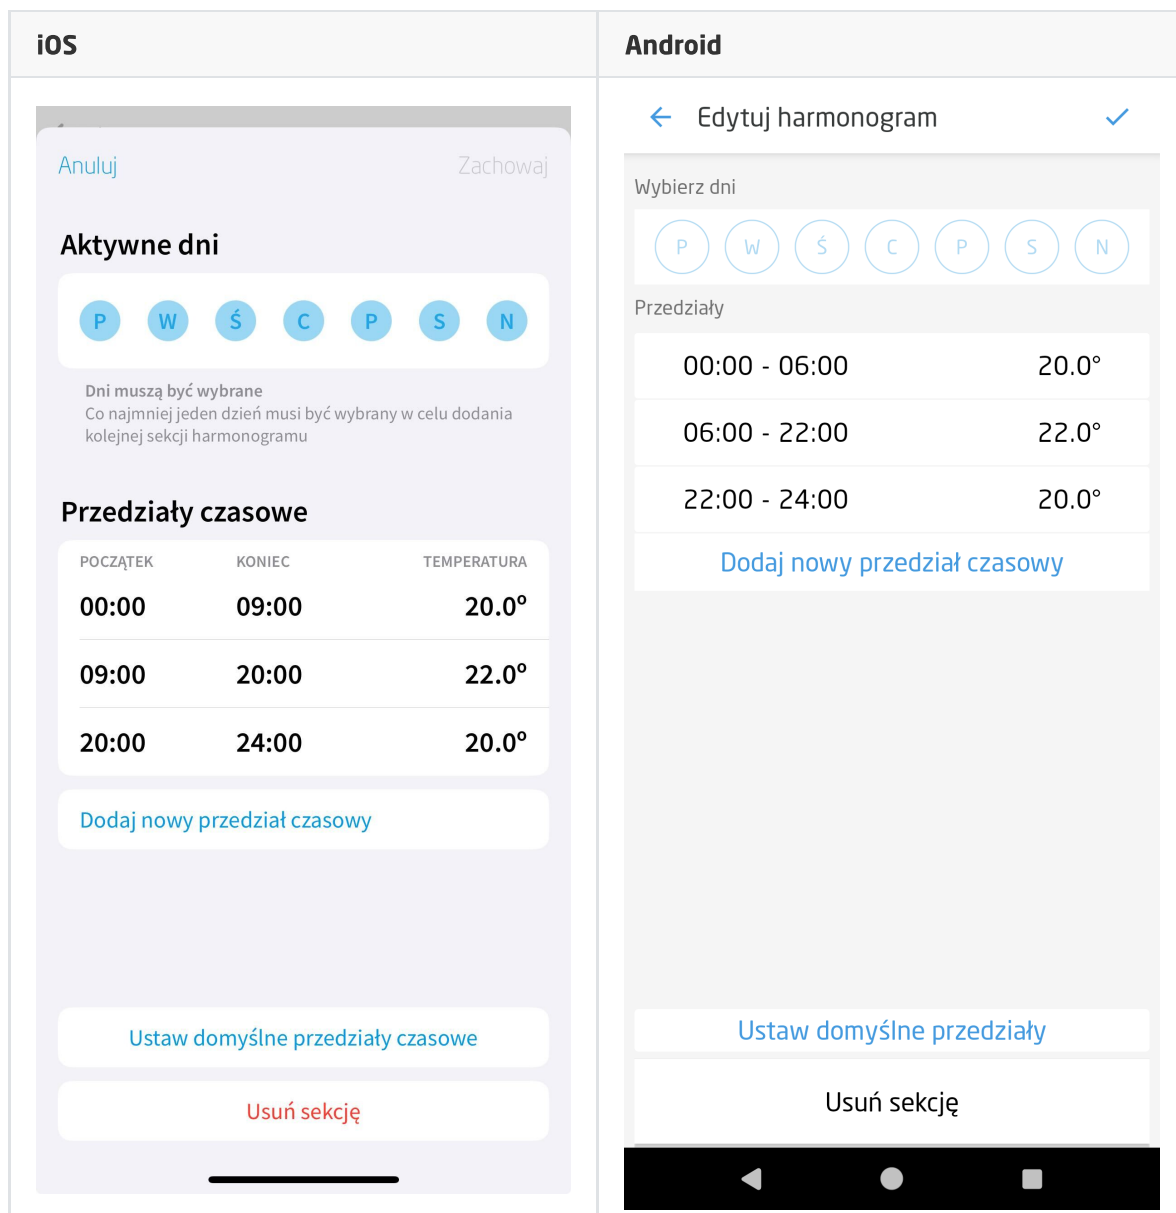 iOS
Android
Anuluj
Zachowaj
Aktywne dni
P W Ś C P S N
Dni muszą być wybrane
Co najmniej jeden dzień musi być wybrany w celu dodania
kolejnej sekcji harmonogramu
Przedziały czasowe
POCZĄTEK KONIEC TEMPERATURA
00:00 09:00 20.0º
09:00 20:00 22.0º
20:00 24:00 20.0º
Dodaj nowy przedział czasowy
Ustaw domyślne przedziały czasowe
Usuń sekcję
Edytuj harmonogram
Wybierz dni
P W Ś C P S N
Przedziały
00:00 - 06:00 20.0°
06:00 - 22:00 22.0°
22:00 - 24:00 20.0°
Dodaj nowy przedział czasowy
Ustaw domyślne przedziały
Usuń sekcję